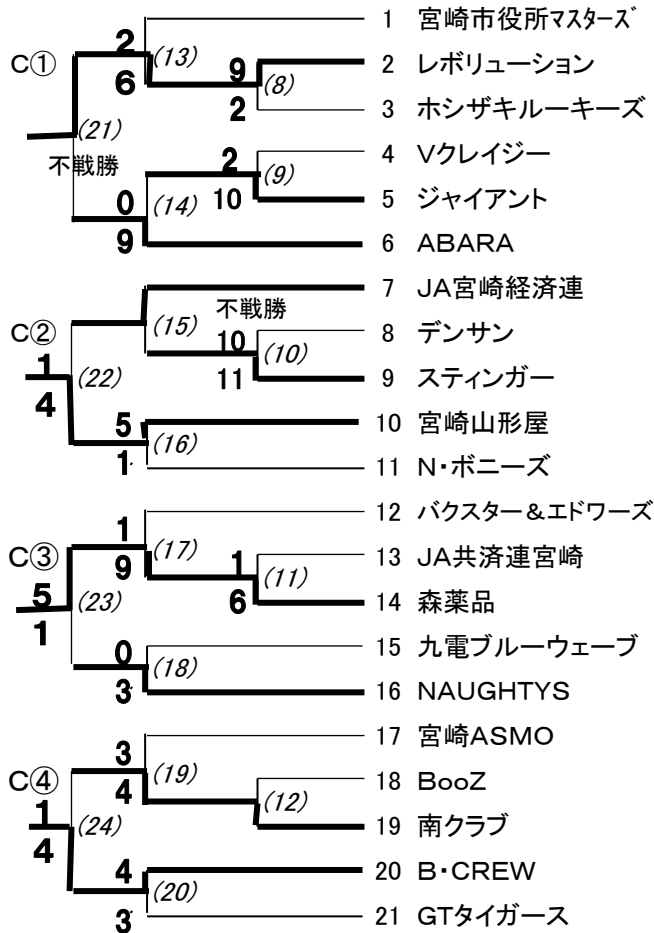 1 宮崎市役所マスターズ
2
C① (13)
6 9 2 レボリューション
(8)
2 3 ホシザキルーキーズ
(21)
不戦勝 2 4 Vクレイジー
(9)
0 (14) 10 5 ジャイアント
9 6 ABARA
7 JA宮崎経済連
C② (15) 不戦勝
1 10 8 デンサン
(22) (10)
4 11 9 スティンガー
5 10 宮崎山形屋
(16)
1 11 N・ボニーズ
12 バクスター&エドワーズ
1
C③ (17) 1 13 JA共済連宮崎
9 (11)
5 (23) 6 14 森薬品
1
0 15 九電ブルーウェーブ
(18)
3 16 NAUGHTYS
17 宮崎ASMO
3
C④ (19) 18 BooZ
1 4 (12)
(24) 19 南クラブ
4
4 20 B・CREW
(20)
3 21 GTタイガース